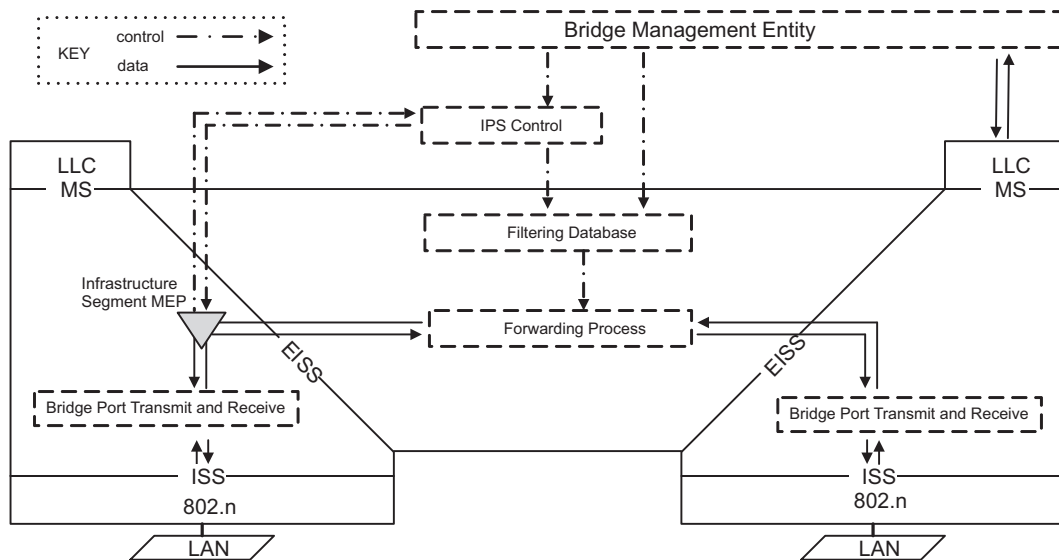 control
KEY
data
Bridge Management Entity
IPS Control
LLC
MS
LLC
MS
Filtering Database
Infrastructure
Segment MEP
Forwarding Process
EISS
EISS
Bridge Port Transmit and Receive
Bridge Port Transmit and Receive
ISS
802.n
ISS
802.n
LAN
LAN